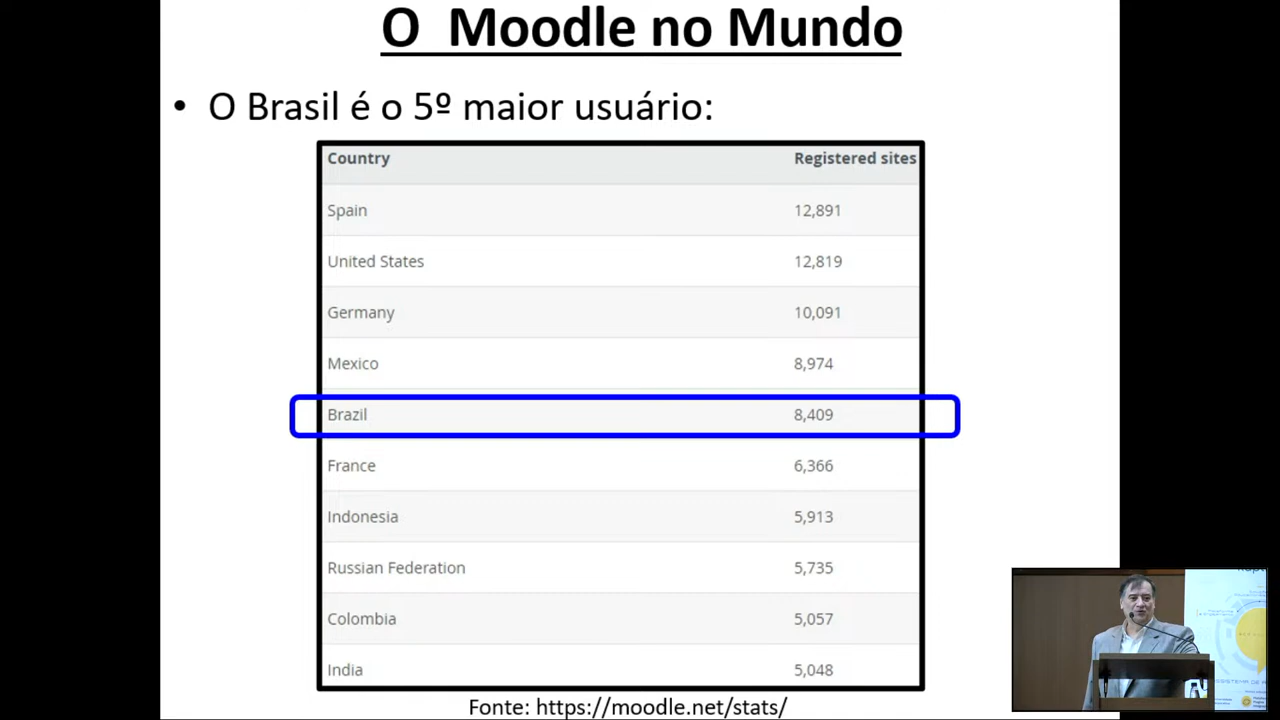 O Moodle no Mundo
• O Brasil é o 5º maior usuário:
Country Registered sites
Spain 12,891
United States 12,819
Germany 10,091
Mexico 8,974
Brazil 8,409
France 6,366
Indonesia 5,913
Russian Federation 5,735
Colombia 5,057
India 5,048
Fonte: https://moodle.net/stats/